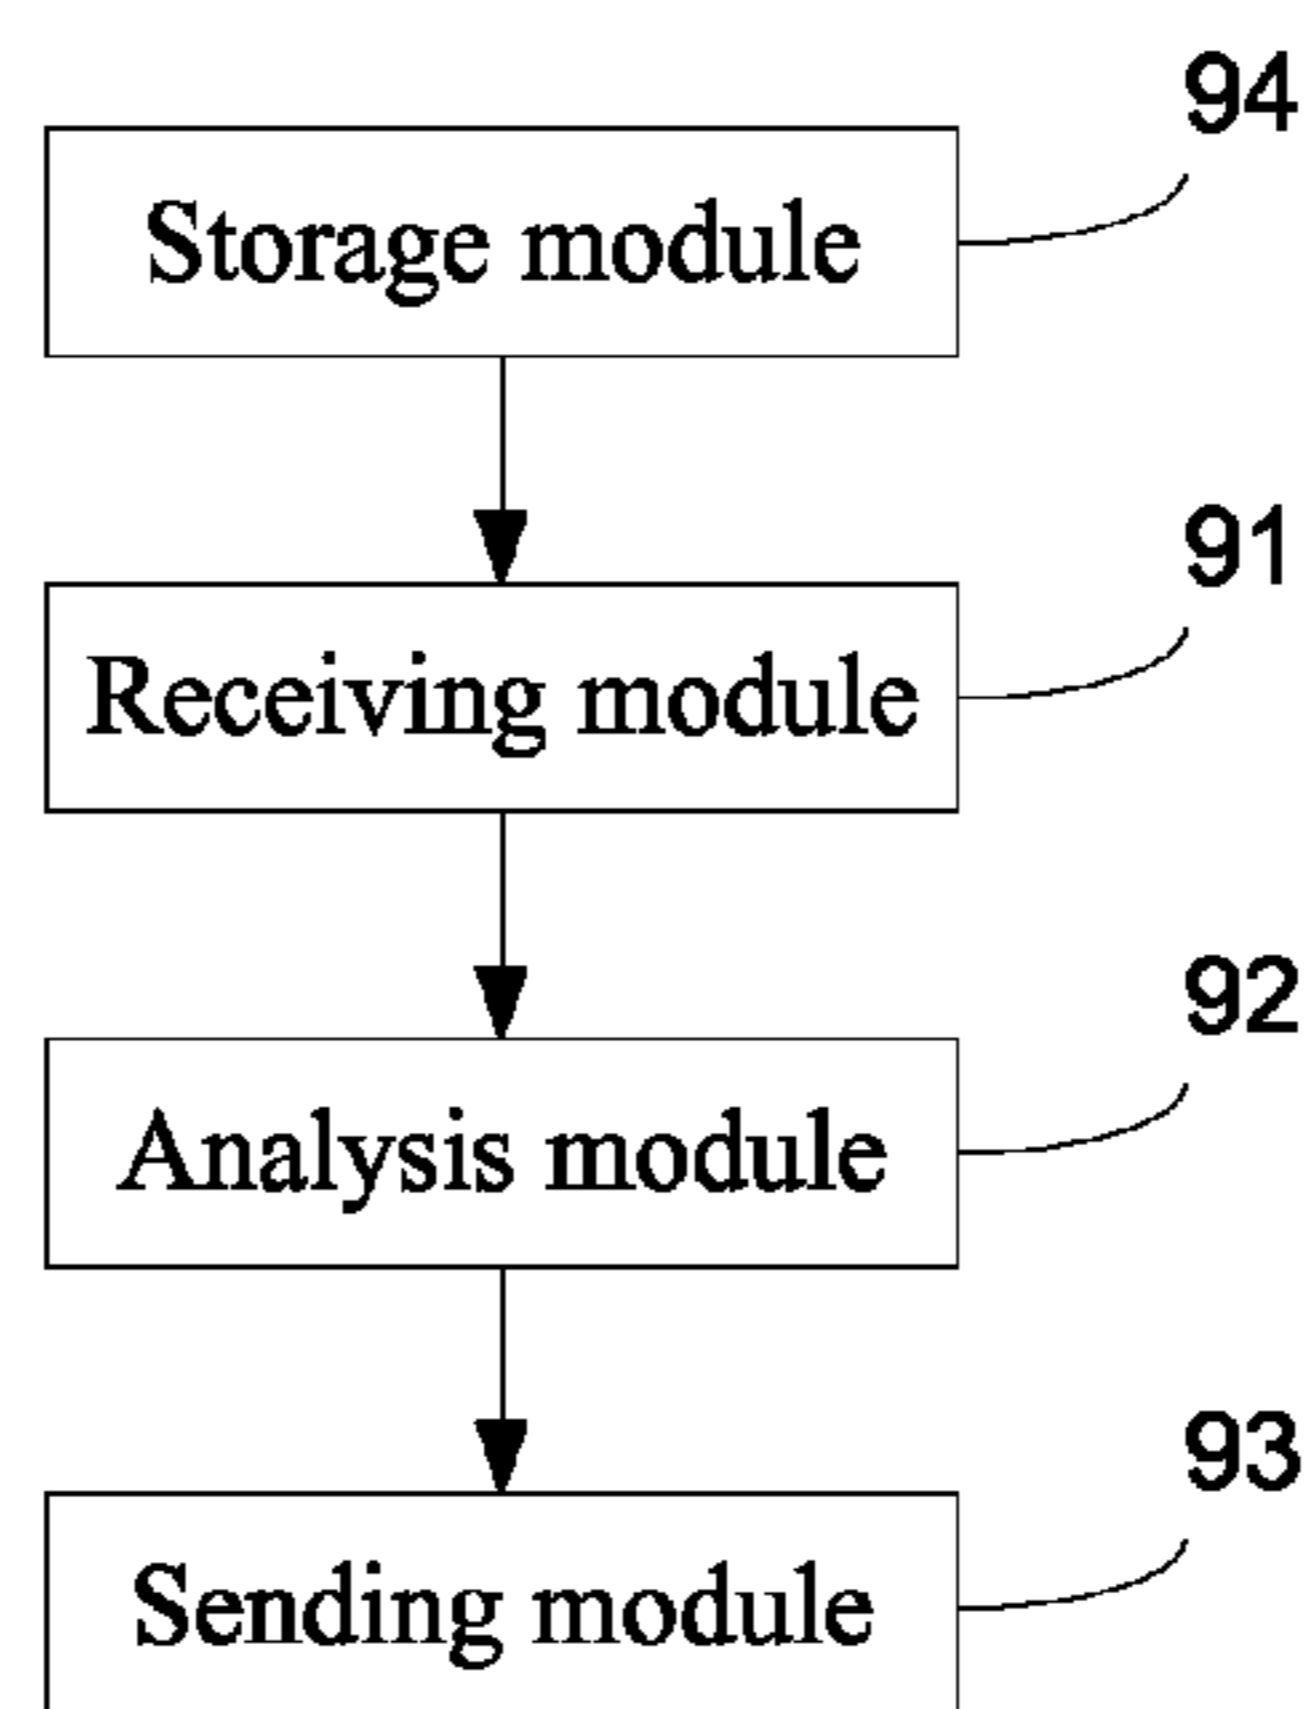 94
Storage module
91
Receiving module
92
Analysis module
93
Sending module